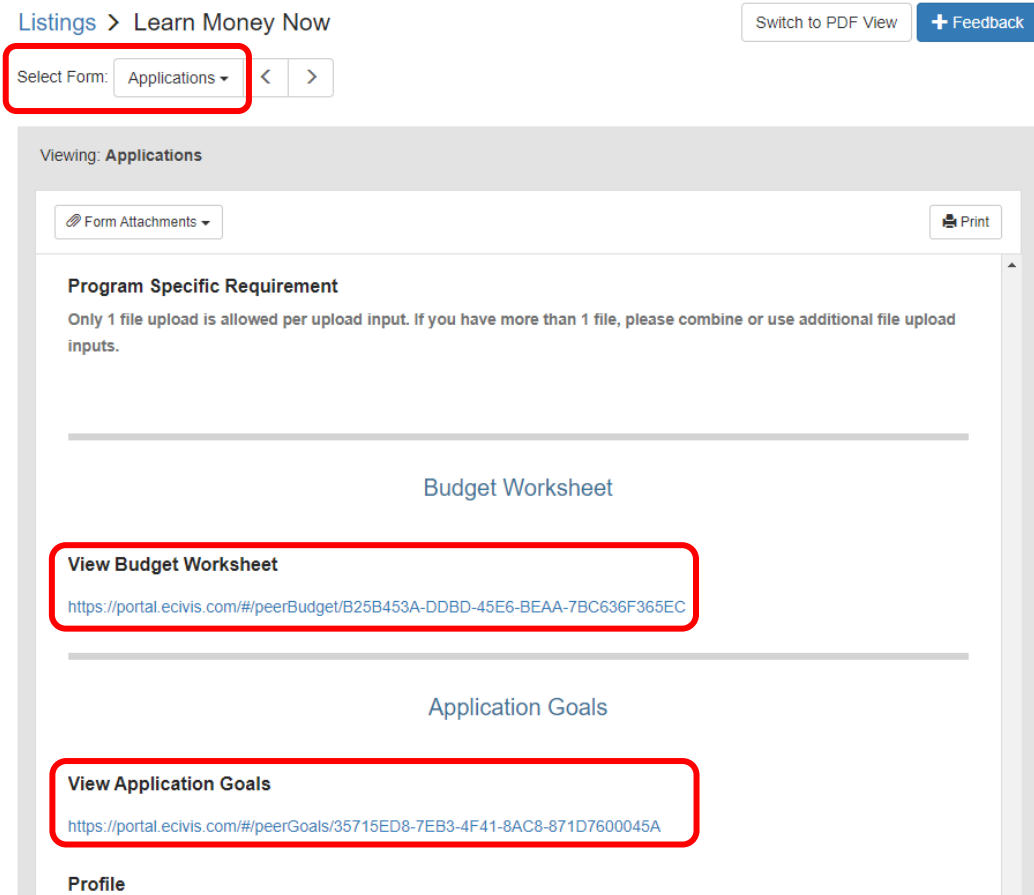 Listings > Learn Money Now
Switch to PDF View
+ Feedback
Select Form:
Applications
< >
Viewing: Applications
Form Attachments
Print
Program Specific Requirement
Only 1 file upload is allowed per upload input. If you have more than 1 file, please combine or use additional file upload
inputs.
Budget Worksheet
View Budget Worksheet
https://portal.ecivis.com/#/peerBudget/B25B453A-DDBD-45E6-BEAA-7BC636F365EC
Application Goals
View Application Goals
https://portal.ecivis.com/#/peerGoals/35715ED8-7EB3-4F41-8AC8-871D7600045A
Profile